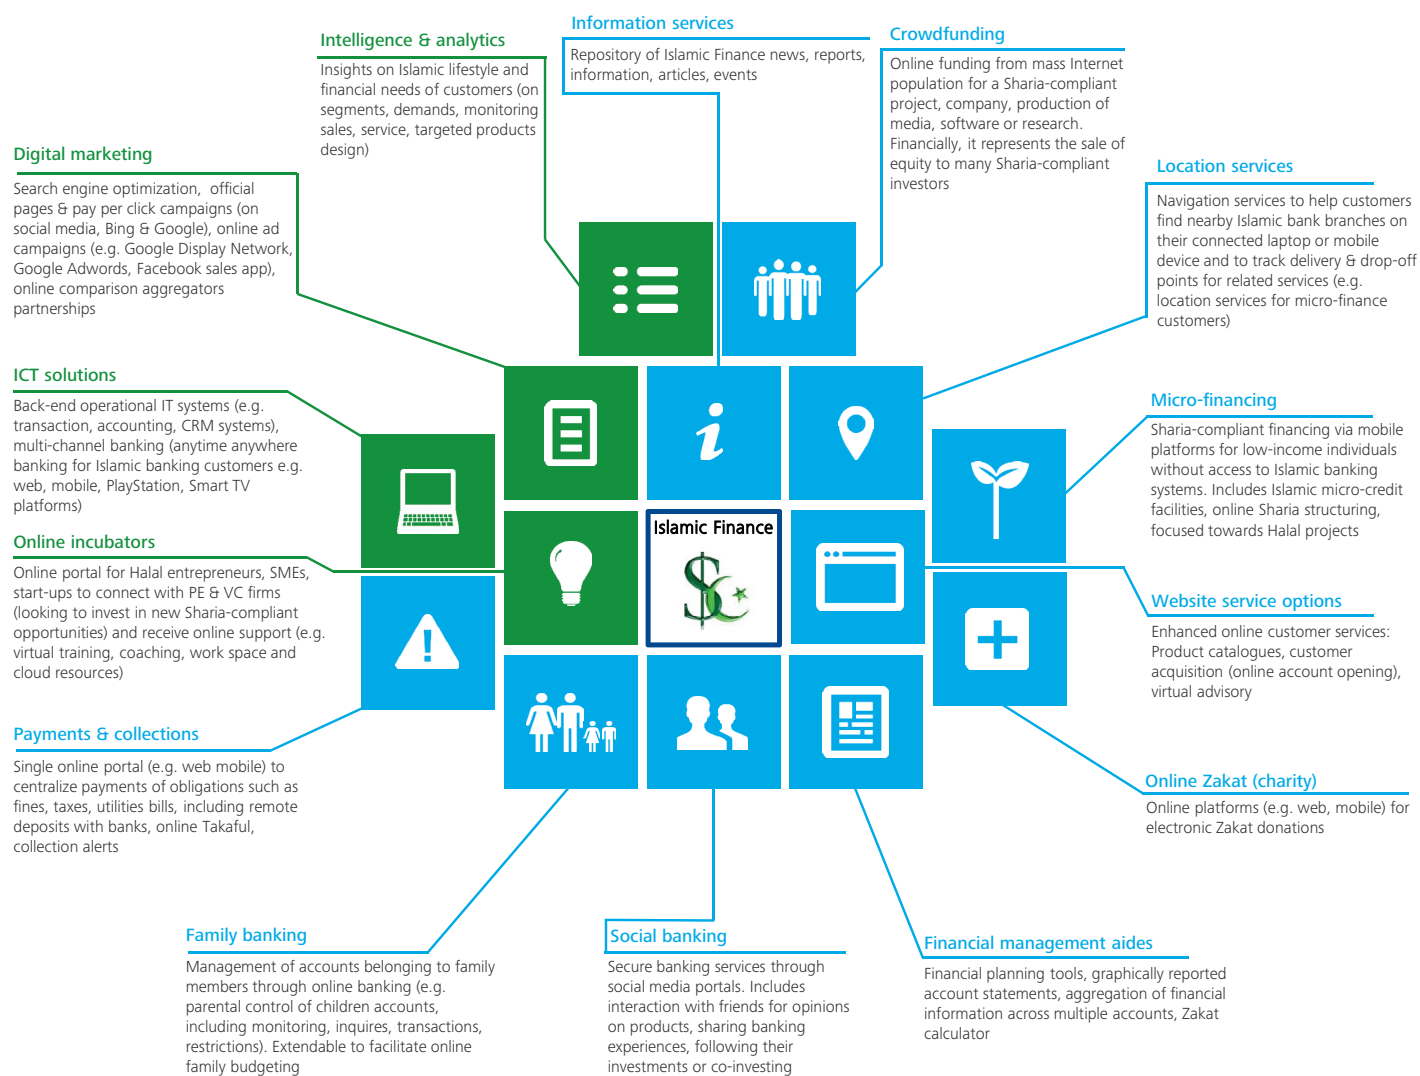 Information services
Repository of Islamic Finance news, reports,
information, articles, events
Intelligence & analytics
Insights on Islamic lifestyle and
financial needs of customers (on
segments, demands, monitoring
sales, service, targeted products
design)
Crowdfunding
Online funding from mass Internet
population for a Sharia-compliant
project, company, production of
media, software or research.
Financially, it represents the sale of
equity to many Sharia-compliant
investors
Digital marketing
Search engine optimization, official
pages & pay per click campaigns (on
social media, Bing & Google), online ad
campaigns (e.g. Google Display Network,
Google Adwords, Facebook sales app),
online comparison aggregators
partnerships
Location services
Navigation services to help customers
find nearby Islamic bank branches on
their connected laptop or mobile
device and to track delivery & drop-off
points for related services (e.g.
location services for micro-finance
customers)
ICT solutions
Back-end operational IT systems (e.g.
transaction, accounting, CRM systems),
multi-channel banking (anytime anywhere
banking for Islamic banking customers e.g.
web, mobile, PlayStation, Smart TV
platforms)
Micro-financing
Sharia-compliant financing via mobile
platforms for low-income individuals
without access to Islamic banking
systems. Includes Islamic micro-credit
facilities, online Sharia structuring,
focused towards Halal projects
Islamic Finance
Online incubators
Online portal for Halal entrepreneurs, SMEs,
start-ups to connect with PE & VC firms
(looking to invest in new Sharia-compliant
opportunities) and receive online support (e.g.
virtual training, coaching, work space and
cloud resources)
Website service options
Enhanced online customer services:
Product catalogues, customer
acquisition (online account opening),
virtual advisory
Payments & collections
Single online portal (e.g. web mobile) to
centralize payments of obligations such as
fines, taxes, utilities bills, including remote
deposits with banks, online Takaful,
collection alerts
Online Zakat (charity)
Online platforms (e.g. web, mobile) for
electronic Zakat donations
Family banking
Management of accounts belonging to family
members through online banking (e.g.
parental control of children accounts,
including monitoring, inquires, transactions,
restrictions). Extendable to facilitate online
family budgeting
Social banking
Secure banking services through
social media portals. Includes
interaction with friends for opinions
on products, sharing banking
experiences, following their
investments or co-investing
Financial management aides
Financial planning tools, graphically reported
account statements, aggregation of financial
information across multiple accounts, Zakat
calculator